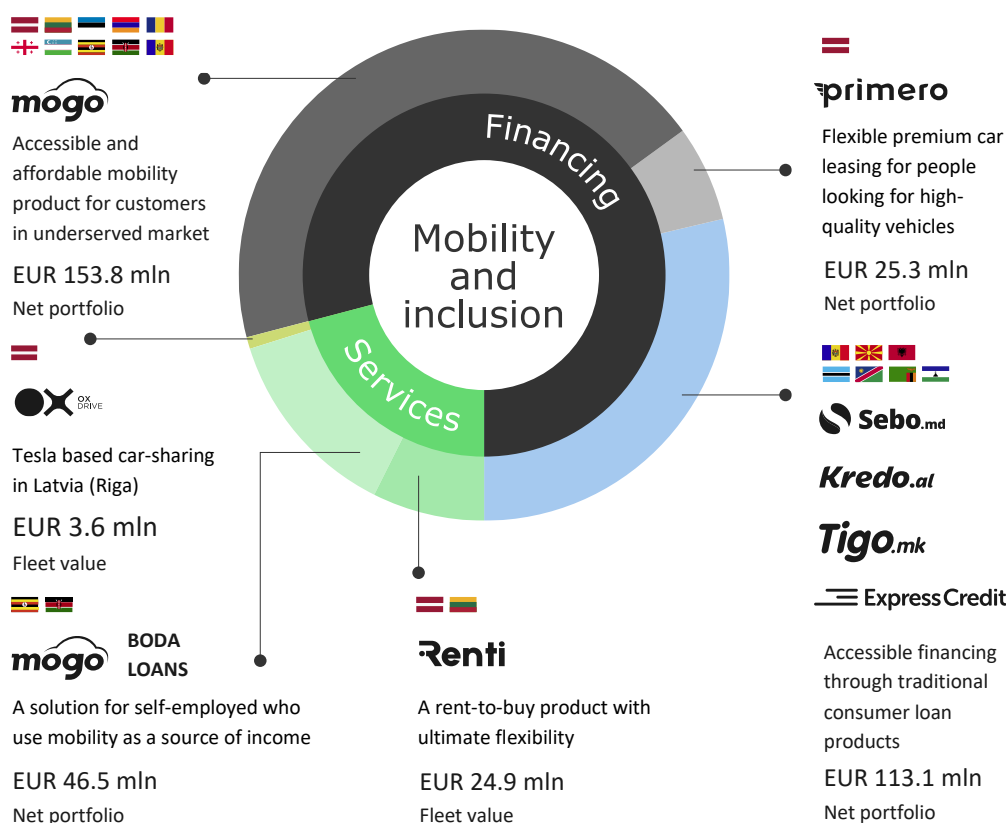 mogo
Accessible and
affordable mobility
product for customers
in underserved market
EUR 153.8 mln
Net portfolio
OX
DRIVE
Tesla based car-sharing
in Latvia (Riga)
EUR 3.6 mln
Fleet value
mogo
BODA
LOANS
A solution for self-employed who
use mobility as a source of income
EUR 46.5 mln
Net portfolio
Financing
Mobility
and
inclusion
Services
Renti
A rent-to-buy product with
ultimate flexibility
EUR 24.9 mln
Fleet value
primero
Flexible premium car
leasing for people
looking for high-
quality vehicles
EUR 25.3 mln
Net portfolio
Sebo.md
Kredo.al
Tigo.mk
ExpressCredit
Accessible financing
through traditional
consumer loan
products
EUR 113.1 mln
Net portfolio